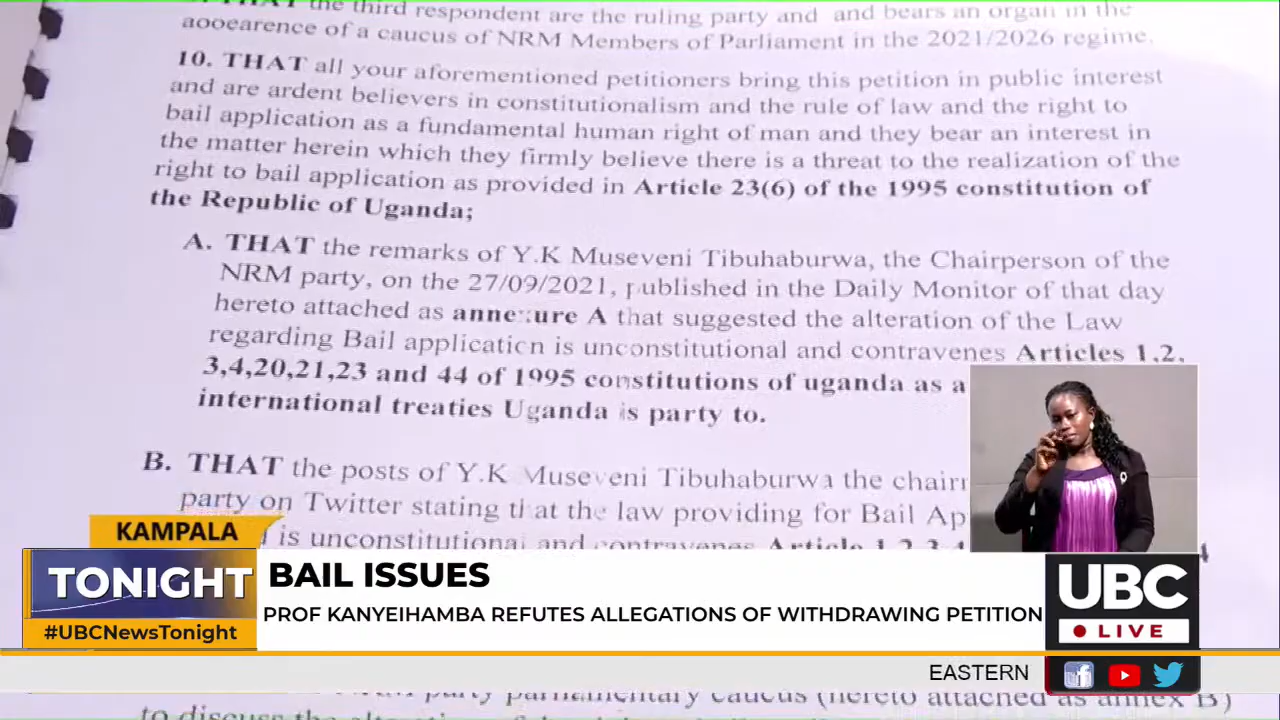 THAT the third respondent are the ruling party and and bears an organ in the
aooearence of a caucus of NRM Members of Parliament in the 2021/2026 regime.
10. THAT all your aforementioned petitioners bring this petition in public interest
and are ardent believers in constitutionalism and the rule of law and the right to
bail application as a fundamental human right of man and they bear an interest in
the matter herein which they firmly believe there is a threat to the realization of the
right to bail application as provided in Article 23(6) of the 1995 constitution of
the Republic of Uganda;
A. THAT the remarks of Y.K Museveni Tibuhaburwa, the Chairperson of the
NRM party, on the 27/09/2021, published in the Daily Monitor of that day
hereto attached as annexure A that suggested the alteration of the Law
regarding Bail application is unconstitutional and contravenes Articles 1,2,
3,4,20,21,23 and 44 of 1995 constitutions of uganda as a
international treaties Uganda is party to.
B. THAT the posts of Y.K Museveni Tibuhaburwa the chair
party on Twitter stating that the law providing for Bail Ap
is unconstitutional and contravenes Article 1,2,3,4
KAMPALA
TONIGHT
#UBCNewsTonight
BAIL ISSUES
PROF KANYEIHAMBA REFUTES ALLEGATIONS OF WITHDRAWING PETITION
UBC
LIVE
EASTERN
party parliamentary caucus (hereto attached as annex B)
to discuss the